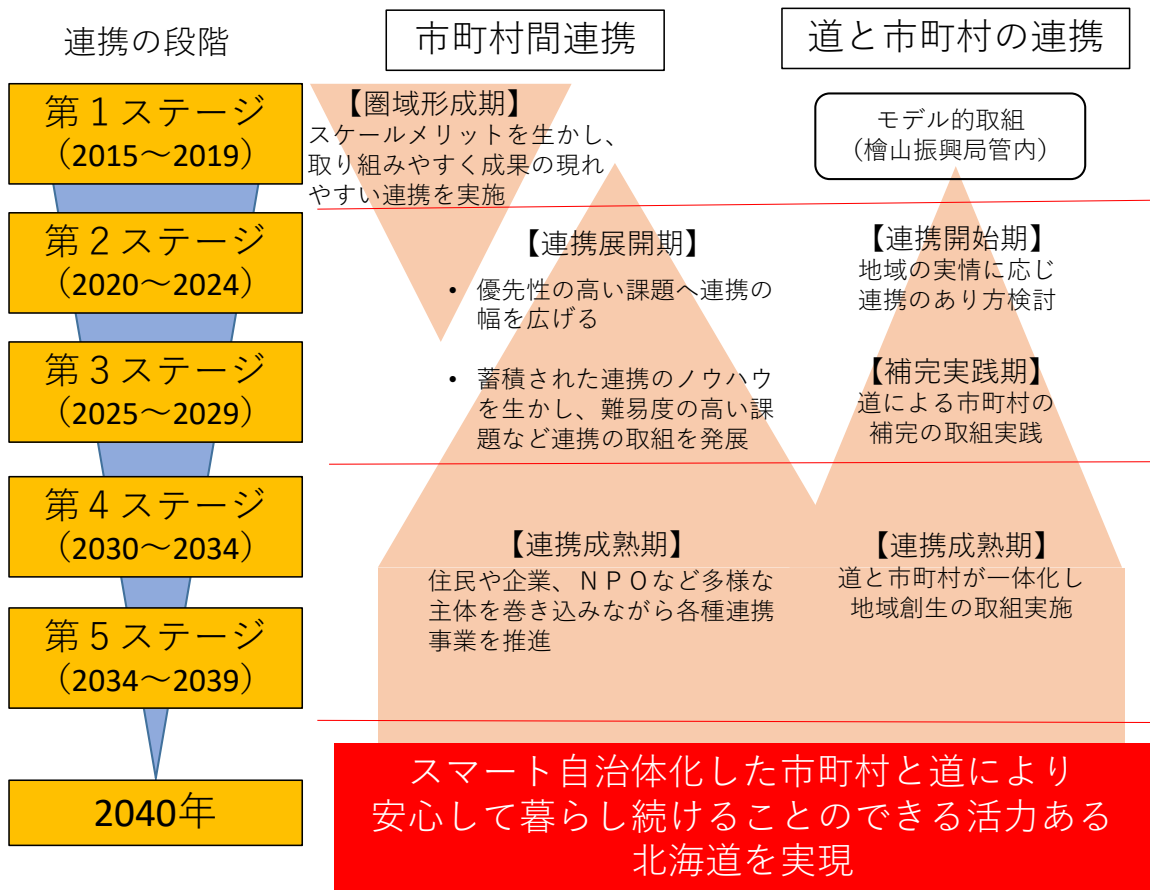 連携の段階
市町村間連携
道と市町村の連携
第１ステージ
（2015～2019）
【圏域形成期】
スケールメリットを生かし、
取り組みやすく成果の現れ
やすい連携を実施
モデル的取組
(檜山振興局管内)
第２ステージ
（2020～2024）
【連携展開期】
• 優先性の高い課題へ連携の
幅を広げる
【連携開始期】
地域の実情に応じ
連携のあり方検討
第３ステージ
（2025～2029）
• 蓄積された連携のノウハウ
を生かし、難易度の高い課
題など連携の取組を発展
【補完実践期】
道による市町村の
補完の取組実践
第４ステージ
（2030～2034）
【連携成熟期】
住民や企業、ＮＰＯなど多様な
主体を巻き込みながら各種連携
事業を推進
【連携成熟期】
道と市町村が一体化し
地域創生の取組実施
第５ステージ
（2034～2039）
2040年
スマート自治体化した市町村と道により
安心して暮らし続けることのできる活力ある
北海道を実現